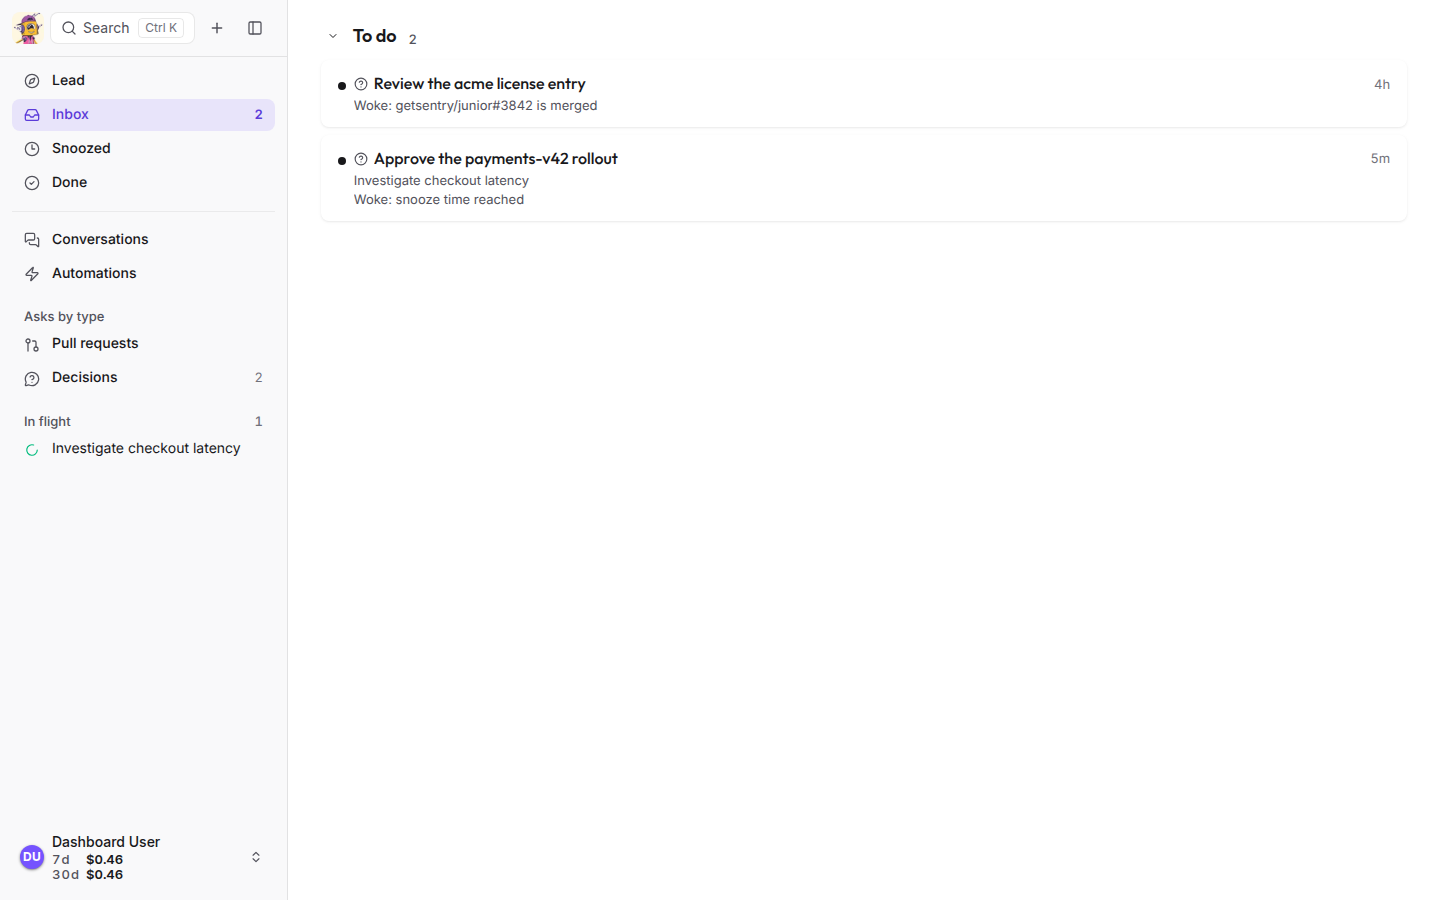 Search Ctrl K
Lead
Inbox 2
Snoozed
Done
Conversations
Automations
Asks by type
Pull requests
Decisions 2
In flight 1
Investigate checkout latency
DU Dashboard User
7d $0.46
30d $0.46
To do 2
Review the acme license entry 4h
Woke: getsentry/junior#3842 is merged
Approve the payments-v42 rollout 5m
Investigate checkout latency
Woke: snooze time reached